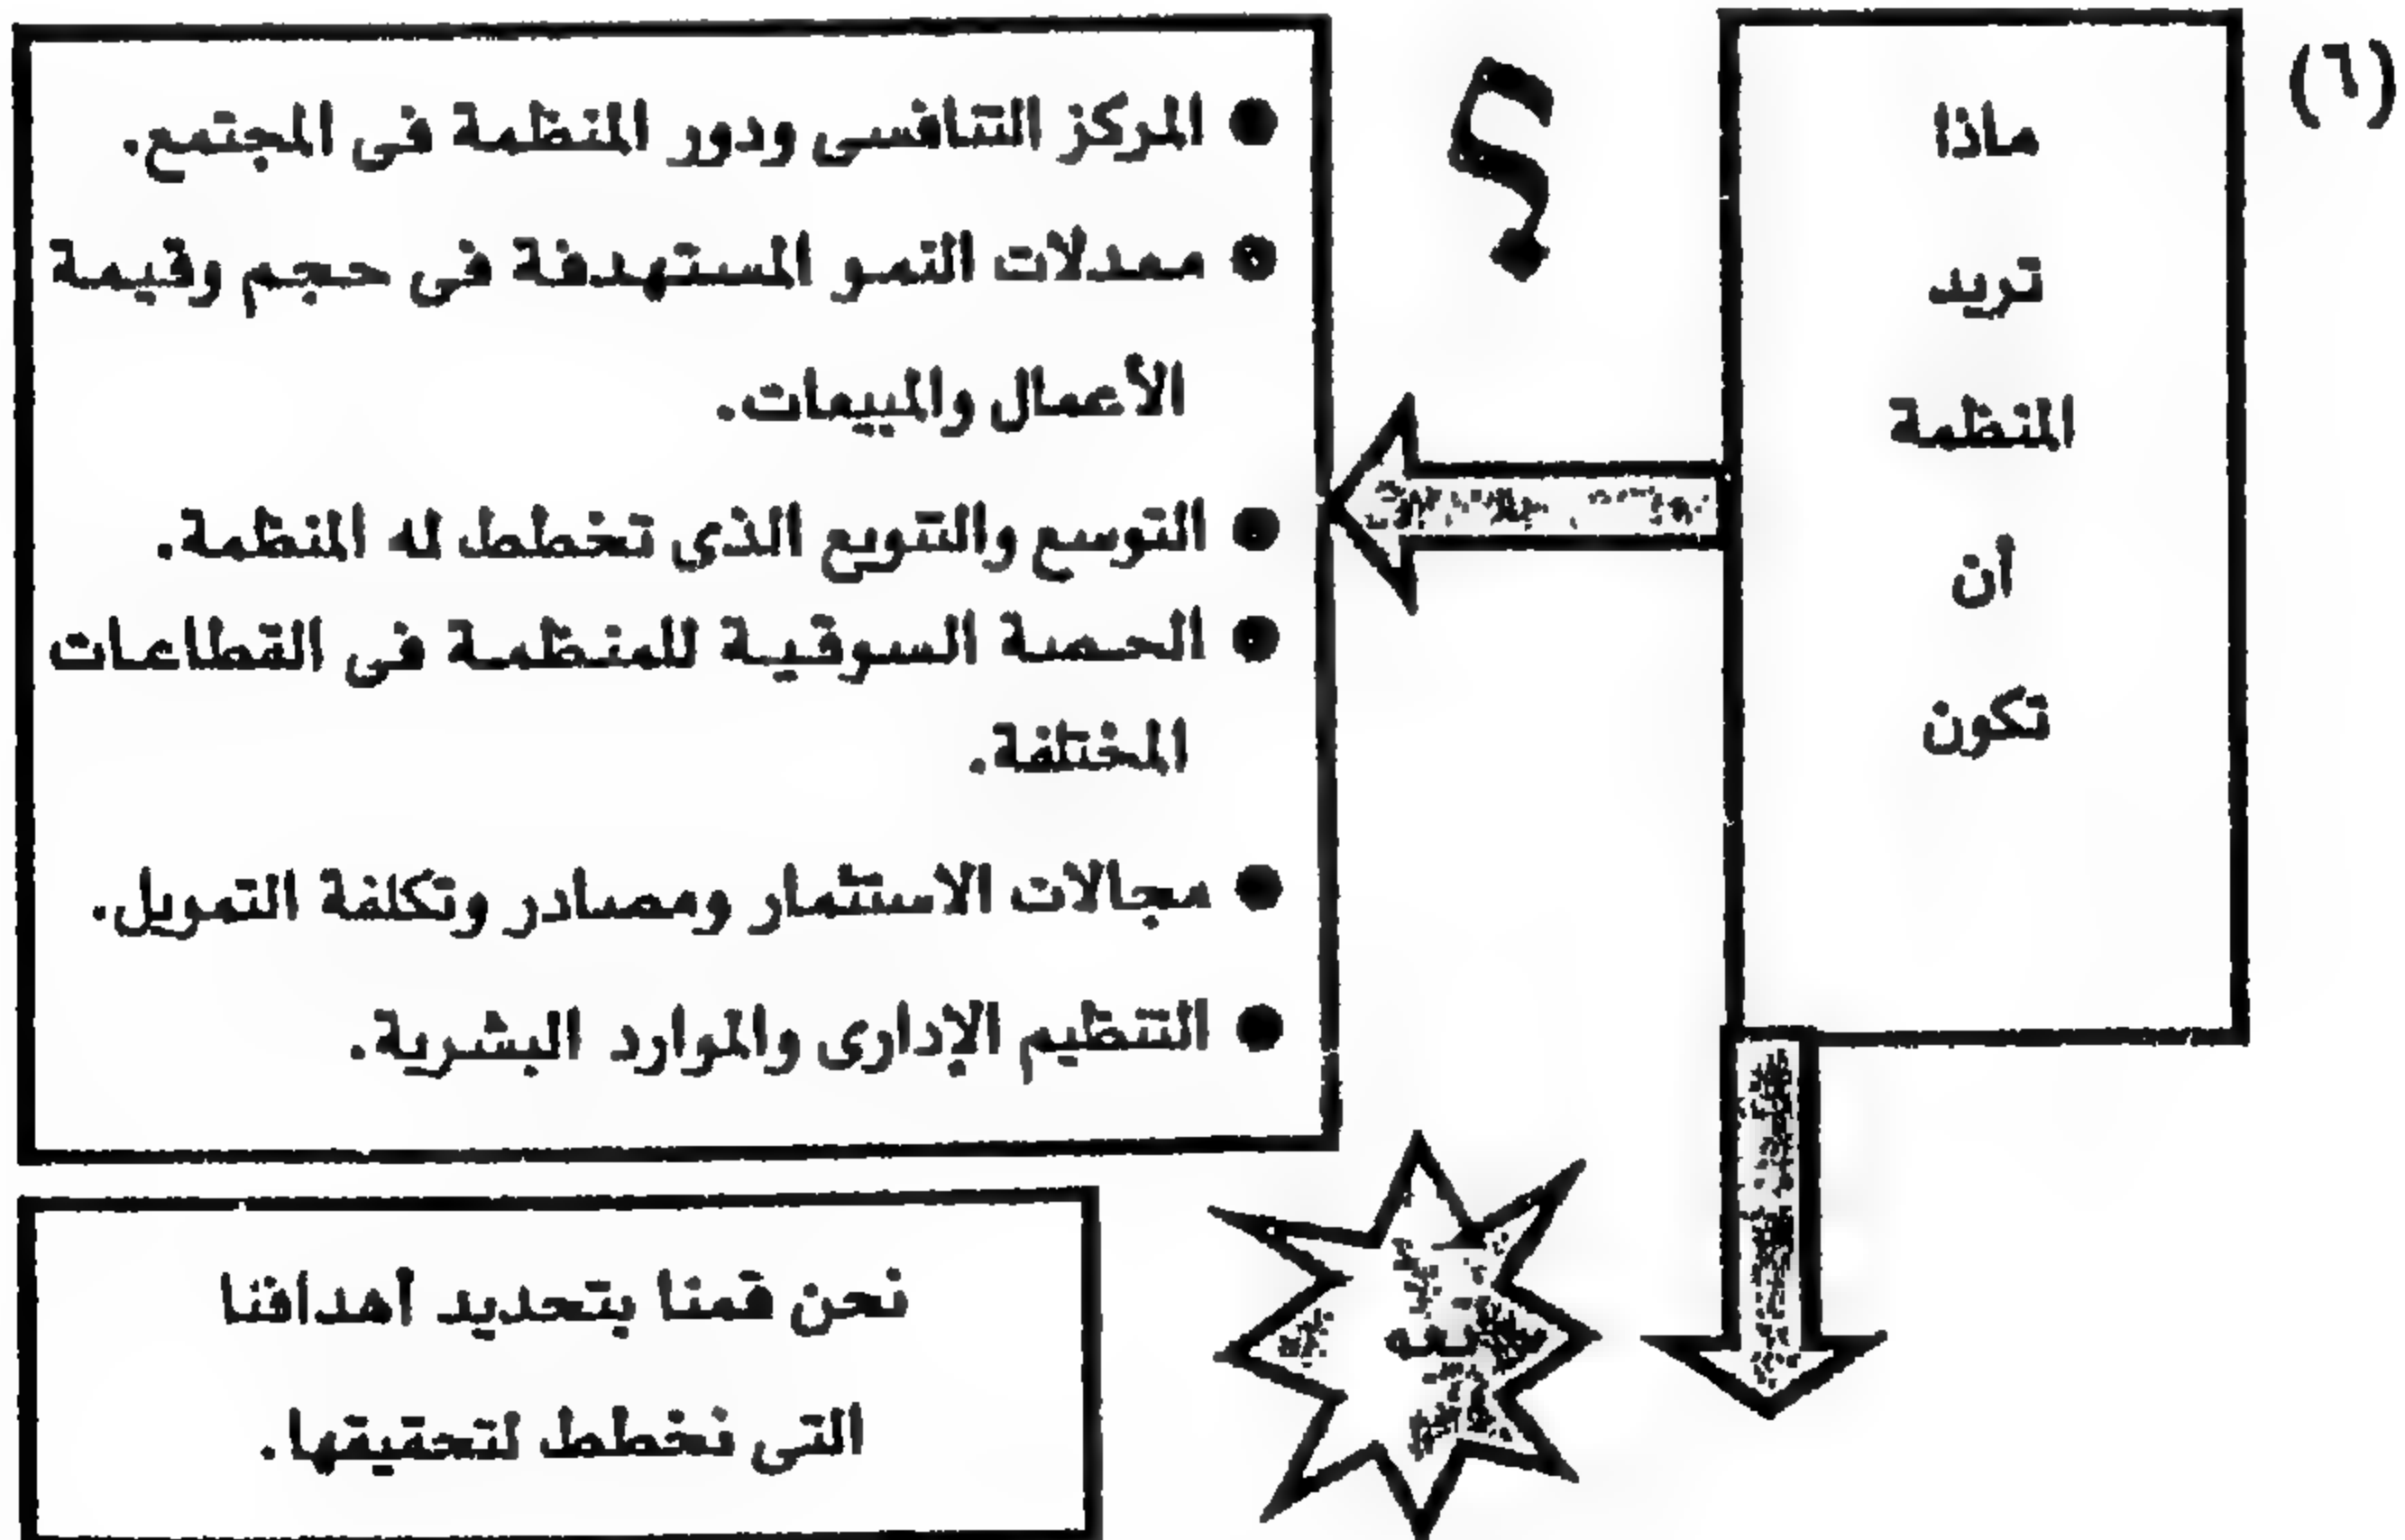 (٦)
ماذا
تريد
المنظمة
أن
تكون
؟
● المركز التنافسى ودور المنظمة فى المجتمع.
● معدلات النمو المستهدفة فى حجم وقيمة
الأعمال والمبيعات.
● التوسع والتنويع الذى تخطط له المنظمة.
● الحصة السوقية للمنظمة فى القطاعات
المختلفة.
● مجالات الاستثمار ومصادر وتكلفة التمويل.
● التنظيم الإدارى والموارد البشرية.
نحن قمنا بتحديد أهدافنا
التى نخطط لتحقيقها.